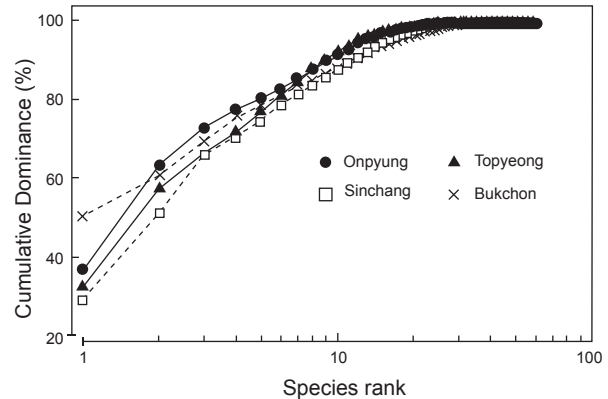 Cumulative Dominance (%)
100
80
60
40
20
Onpyung
Topyeong
Sinchang
Bukchon
1
10
100
Species rank